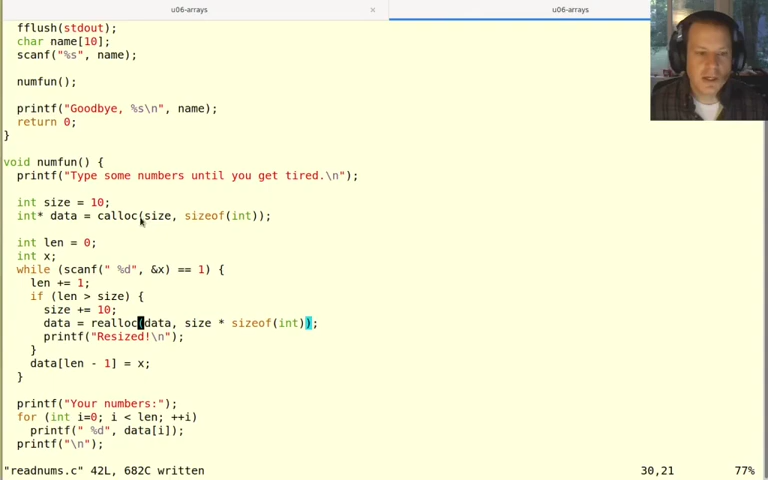 u06-arrays × u06-arrays
fflush(stdout);
char name[10];
scanf("%s", name);
numfun();
printf("Goodbye, %s\n", name);
return 0;
}
void numfun() {
printf("Type some numbers until you get tired.\n");
int size = 10;
int* data = calloc(size, sizeof(int));
int len = 0;
int x;
while (scanf(" %d", &x) == 1) {
len += 1;
if (len > size) {
size += 10;
data = realloc(data, size * sizeof(int));
printf("Resized!\n");
}
data[len - 1] = x;
}
printf("Your numbers:");
for (int i=0; i < len; ++i)
printf(" %d", data[i]);
printf("\n");
"readnums.c" 42L, 682C written 30,21 77%